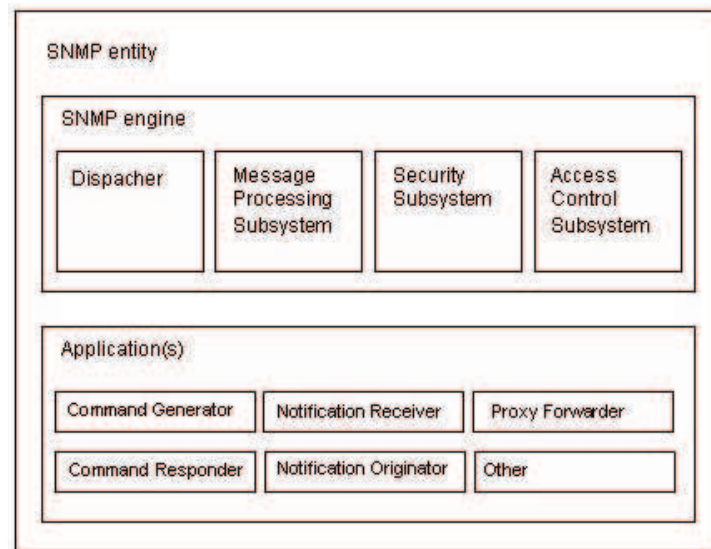 SNMP entity
SNMP engine
Dispacher
Message
Processing
Subsystem
Security
Subsystem
Access
Control
Subsystem
Application(s)
Command Generator
Notification Receiver
Proxy Forwarder
Command Responder
Notification Originator
Other